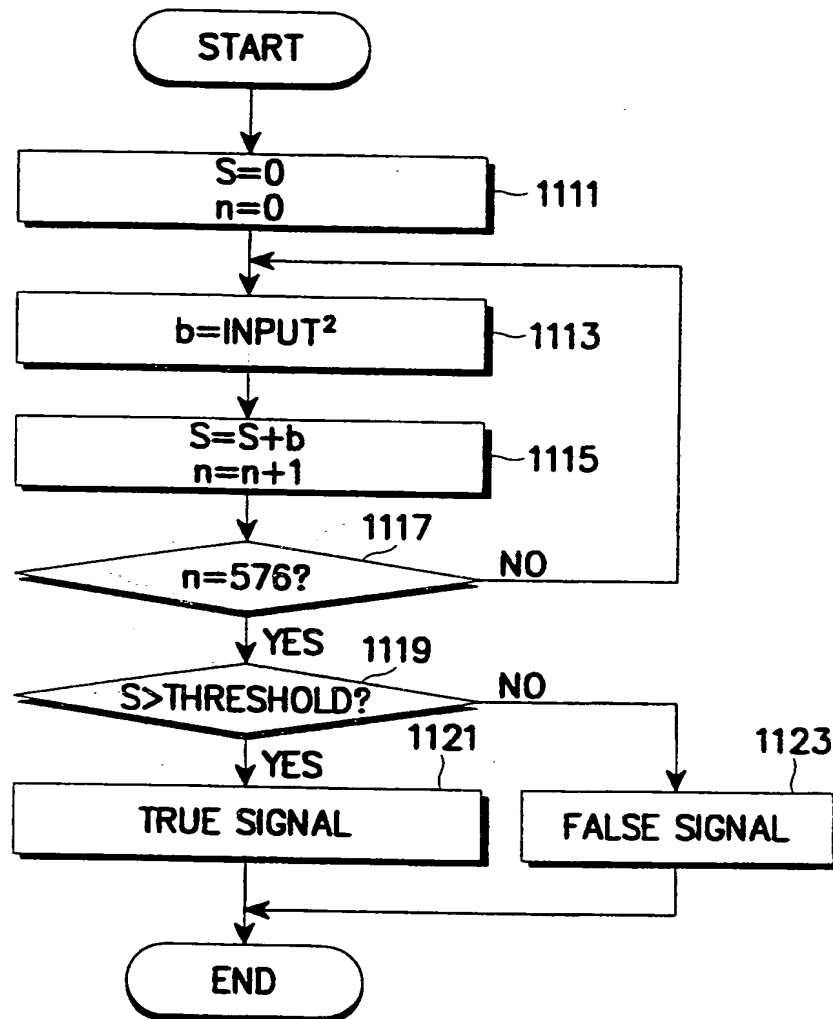 START
S=0
n=0
1111
b=INPUT²
1113
S=S+b
n=n+1
1115
1117
n=576?
NO
YES
1119
S>THRESHOLD?
NO
YES
1121
1123
TRUE SIGNAL
FALSE SIGNAL
END